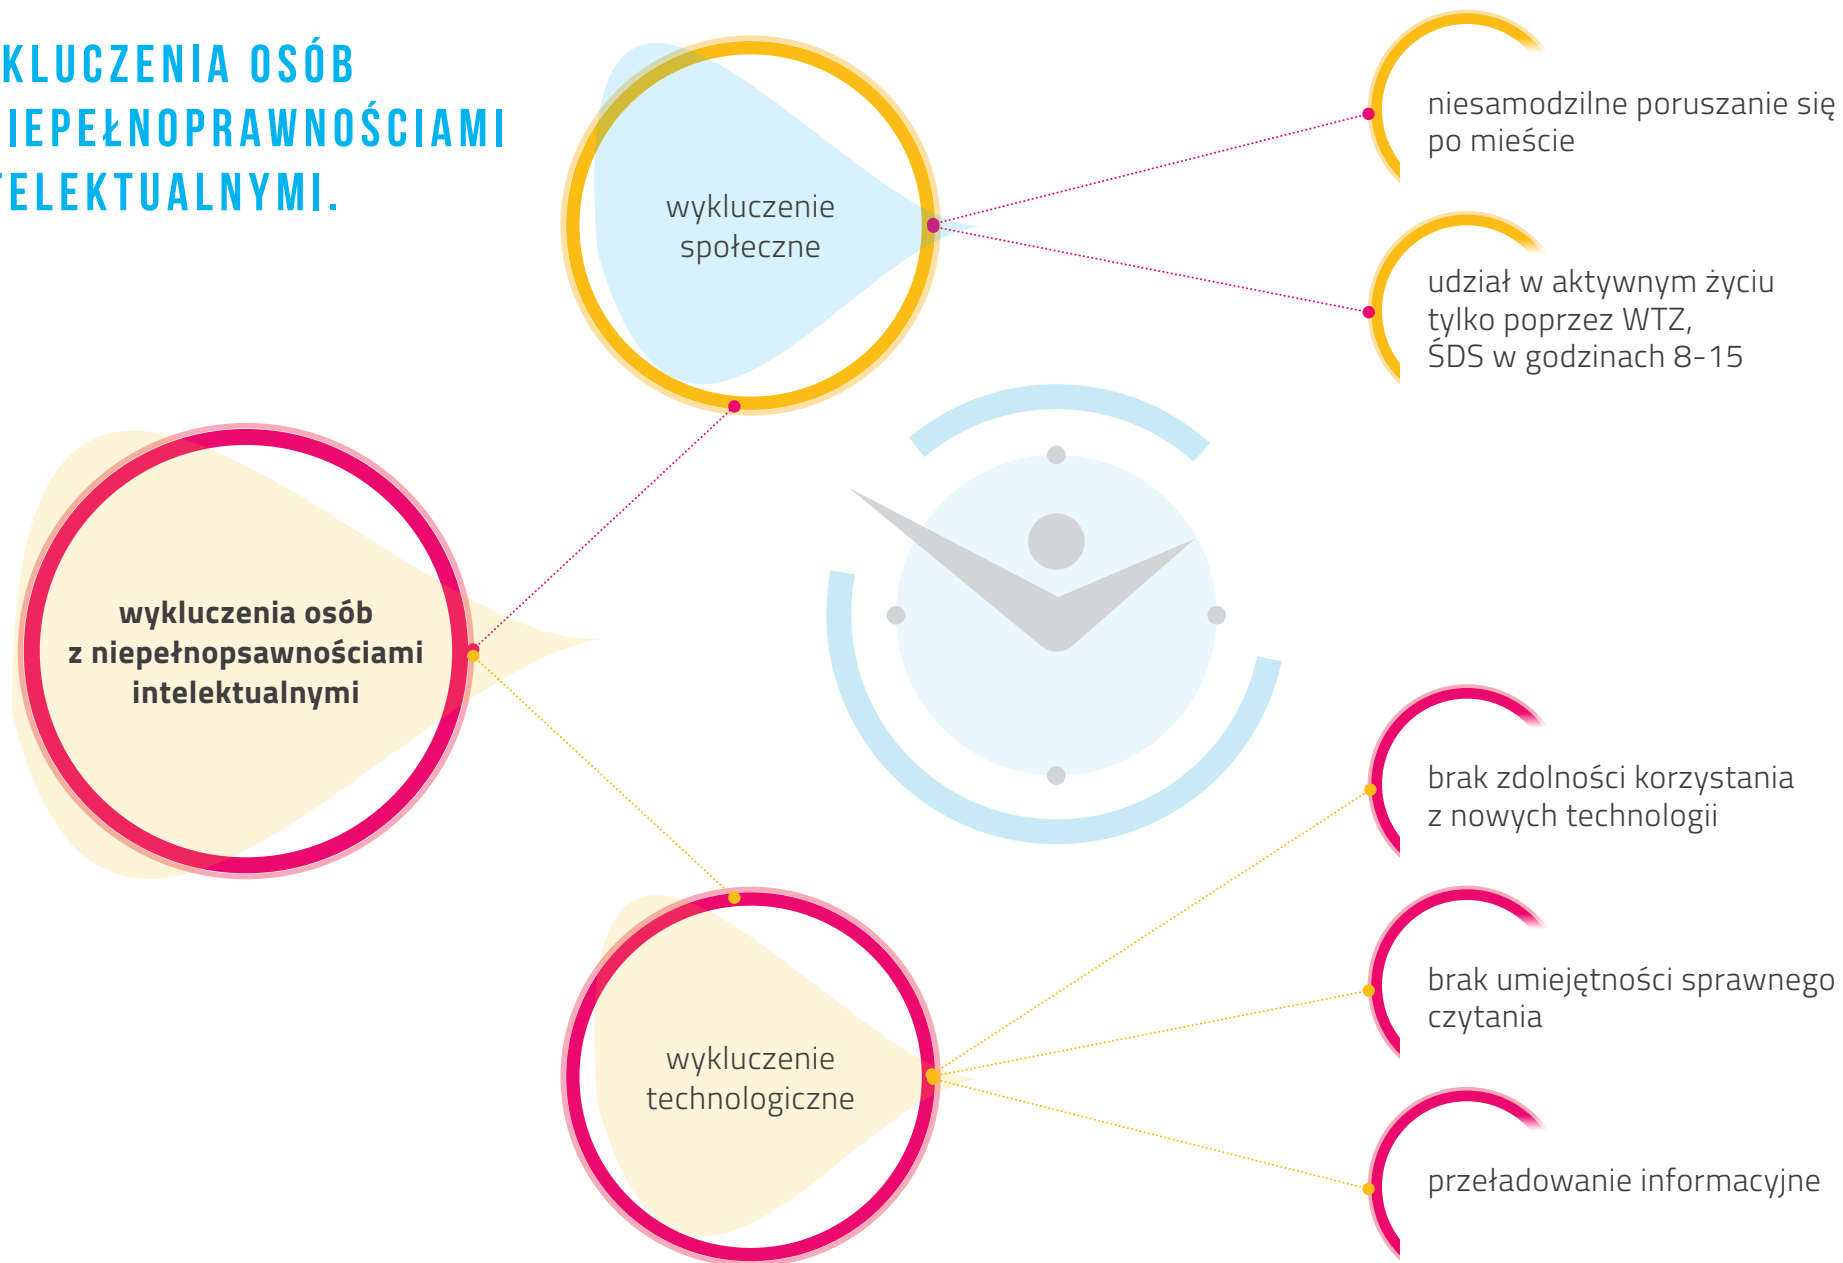 KLUCZENIA OSÓB
IEPEŁNOPRAWNOŚCIAMI
TELEKTUALNYMI.
wykluczenie
społeczne
niesamodzilne poruszanie się
po mieście
udział w aktywnym życiu
tylko poprzez WTZ,
ŚDS w godzinach 8-15
wykluczenia osób
z niepełnopsawnościami
intelektualnymi
wykluczenie
technologiczne
brak zdolności korzystania
z nowych technologii
brak umiejętności sprawnego
czytania
przeładowanie informacyjne